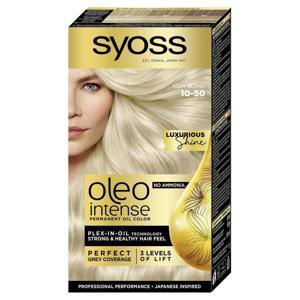 syoss
EST. OSAKA, JAPAN 1977
ASHY BLOND
10-50
LUXURIOUS
Shine
oleo
intense
NO AMMONIA
PERMANENT OIL COLOR
PLEX-IN-OIL TECHNOLOGY
STRONG & HEALTHY HAIR FEEL
PERFECT
GREY COVERAGE
3 LEVELS
OF LIFT
PROFESSIONAL PERFORMANCE • JAPANESE INSPIRED